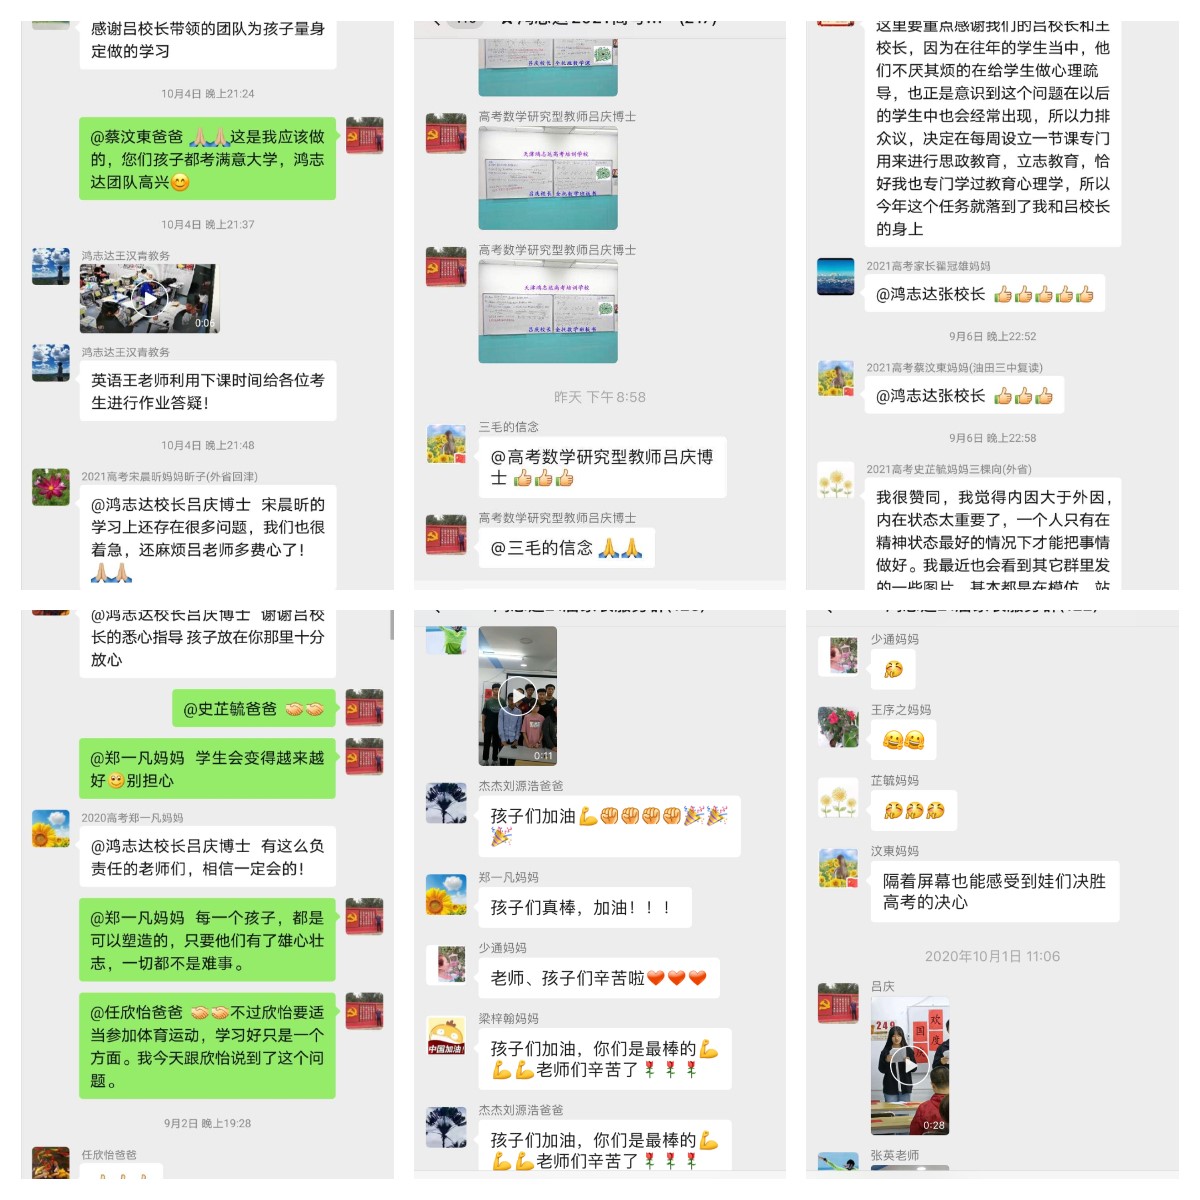 感谢吕校长带领的团队为孩子量身
定做的学习
10月4日 晚上21:24
@蔡汶東爸爸 🙏🙏这是我应该做
的，您们孩子都考满意大学，鸿志
达团队高兴😊
10月4日 晚上21:37
鸿志达王汉青教务
0:06
鸿志达王汉青教务
英语王老师利用下课时间给各位考
生进行作业答疑！
10月4日 晚上21:48
2021高考宋晨昕妈妈昕子(外省回津)
@鸿志达校长吕庆博士 宋晨昕的
学习上还存在很多问题，我们也很
着急，还麻烦吕老师多费心了！
🙏🙏
高考数学研究型教师吕庆博士
天津鸿志达高考培训学校
高考数学研究型教师吕庆博士
天津鸿志达高考培训学校
昨天 下午8:58
三毛的信念
@高考数学研究型教师吕庆博
士 👍👍👍
高考数学研究型教师吕庆博士
@三毛的信念 🙏🙏
这里要重点感谢我们的吕校长和王
校长，因为在往年的学生当中，他
们不厌其烦的在给学生做心理疏
导，也正是意识到这个问题在以后
的学生中也会经常出现，所以力排
众议，决定在每周设立一节课专门
用来进行思政教育，立志教育，恰
好我也专门学过教育心理学，所以
今年这个任务就落到了我和吕校长
的身上
2021高考家长翟冠雄妈妈
@鸿志达张校长 👍👍👍👍👍
9月6日 晚上22:52
2021高考蔡汶東妈妈(油田三中复读)
@鸿志达张校长 👍👍👍
9月6日 晚上22:58
2021高考史芷毓妈妈三棵向(外省)
我很赞同，我觉得内因大于外因，
内在状态太重要了，一个人只有在
精神状态最好的情况下才能把事情
做好。我最近也会看到其它群里发
的一些图片，基本都是在模仿，站
@鸿志达校长吕庆博士 谢谢吕校
长的悉心指导 孩子放在你那里十分
放心
@史芷毓爸爸 🤝🤝
@郑一凡妈妈 学生会变得越来越
好😊别担心
2020高考郑一凡妈妈
@鸿志达校长吕庆博士 有这么负
责任的老师们，相信一定会的！
@郑一凡妈妈 每一个孩子，都是
可以塑造的，只要他们有了雄心壮
志，一切都不是难事。
@任欣怡爸爸 🤝🤝不过欣怡要适
当参加体育运动，学习好只是一个
方面。我今天跟欣怡说到了这个问
题。
9月2日 晚上19:28
任欣怡爸爸
0:11
杰杰刘源浩爸爸
孩子们加油💪✊✊✊✊🎉🎉
🎉
郑一凡妈妈
孩子们真棒，加油！！！
少通妈妈
老师、孩子们辛苦啦❤️❤️❤️
梁梓翰妈妈
中国加油!
孩子们加油，你们是最棒的💪
💪💪老师们辛苦了🌹🌹🌹
杰杰刘源浩爸爸
孩子们加油，你们是最棒的💪
💪💪老师们辛苦了🌹🌹🌹
少通妈妈
王序之妈妈
🤗🤗
芷毓妈妈
汶東妈妈
隔着屏幕也能感受到娃们决胜
高考的决心
2020年10月1日 11:06
吕庆
249
欢
国
度
0:28
张英老师